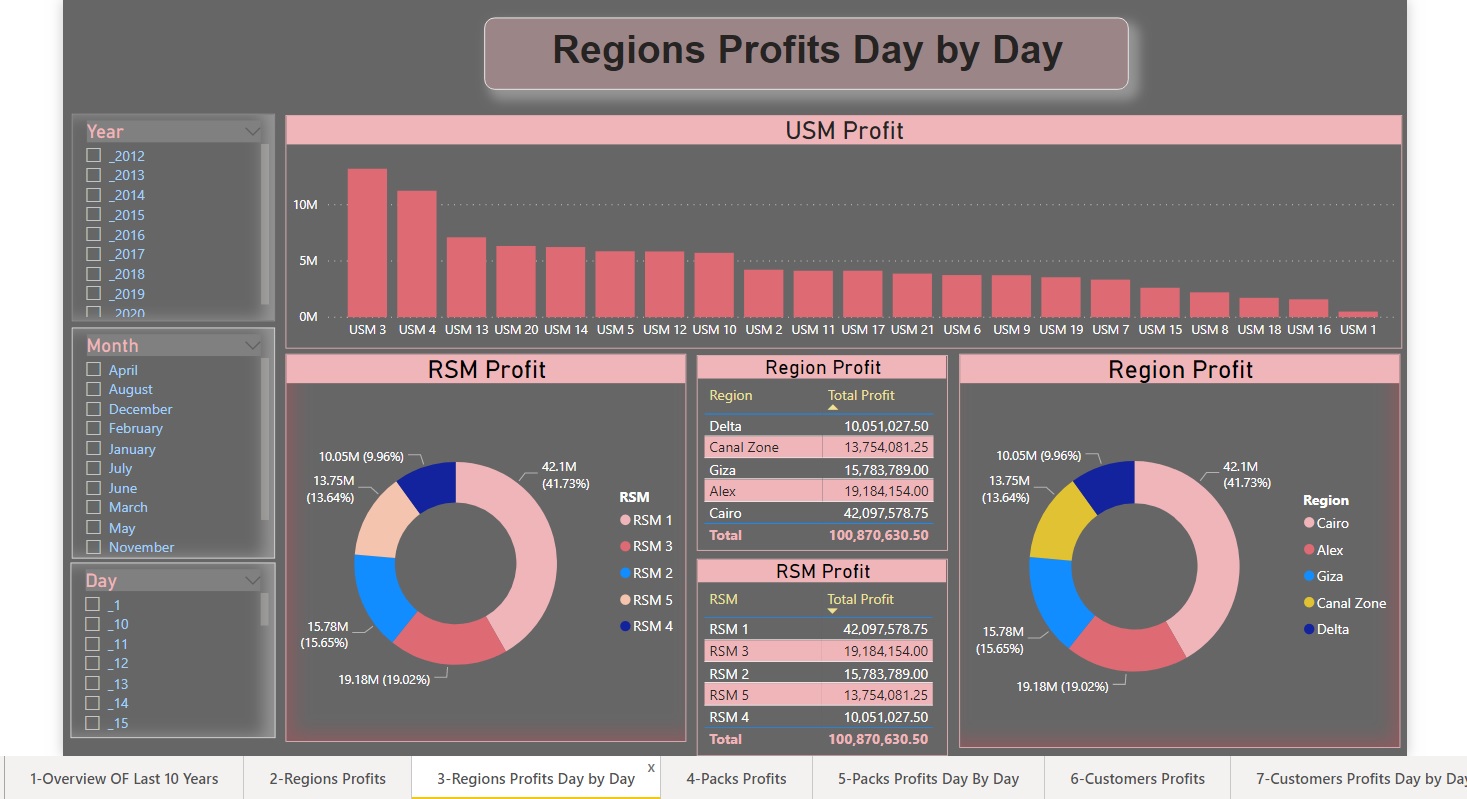 Regions Profits Day by Day
Year
_2012
_2013
_2014
_2015
_2016
_2017
_2018
_2019
_2020
Month
April
August
December
February
January
July
June
March
May
November
Day
_1
_10
_11
_12
_13
_14
_15
USM Profit
10M
5M
0M
USM 3 USM 4 USM 13 USM 20 USM 14 USM 5 USM 12 USM 10 USM 2 USM 11 USM 17 USM 21 USM 6 USM 9 USM 19 USM 7 USM 15 USM 8 USM 18 USM 16 USM 1
RSM Profit
10.05M (9.96%)
42.1M
(41.73%)
13.75M
(13.64%)
15.78M
(15.65%)
19.18M (19.02%)
RSM
RSM 1
RSM 3
RSM 2
RSM 5
RSM 4
Region Profit
Region Total Profit
Delta 10,051,027.50
Canal Zone 13,754,081.25
Giza 15,783,789.00
Alex 19,184,154.00
Cairo 42,097,578.75
Total 100,870,630.50
RSM Profit
RSM Total Profit
RSM 1 42,097,578.75
RSM 3 19,184,154.00
RSM 2 15,783,789.00
RSM 5 13,754,081.25
RSM 4 10,051,027.50
Total 100,870,630.50
Region Profit
10.05M (9.96%)
42.1M
(41.73%)
13.75M
(13.64%)
15.78M
(15.65%)
19.18M (19.02%)
Region
Cairo
Alex
Giza
Canal Zone
Delta
1-Overview OF Last 10 Years 2-Regions Profits 3-Regions Profits Day by Day x 4-Packs Profits 5-Packs Profits Day By Day 6-Customers Profits 7-Customers Profits Day by Day